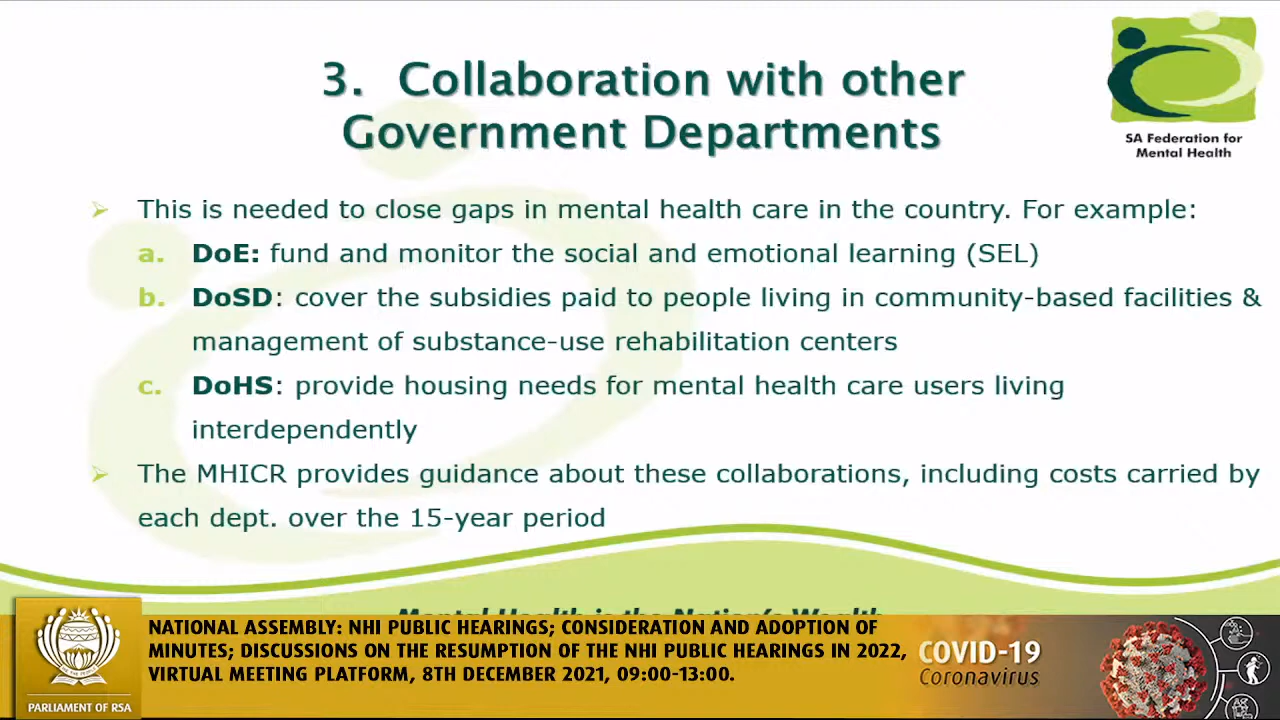 3. Collaboration with other
Government Departments
SA Federation for
Mental Health
➢ This is needed to close gaps in mental health care in the country. For example:
a. DoE: fund and monitor the social and emotional learning (SEL)
b. DoSD: cover the subsidies paid to people living in community-based facilities &
management of substance-use rehabilitation centers
c. DoHS: provide housing needs for mental health care users living
interdependently
➢ The MHICR provides guidance about these collaborations, including costs carried by
each dept. over the 15-year period
Mental Health is the Nation's Wealth
NATIONAL ASSEMBLY: NHI PUBLIC HEARINGS; CONSIDERATION AND ADOPTION OF
MINUTES; DISCUSSIONS ON THE RESUMPTION OF THE NHI PUBLIC HEARINGS IN 2022,
VIRTUAL MEETING PLATFORM, 8TH DECEMBER 2021, 09:00-13:00.
PARLIAMENT OF RSA
COVID-19
Coronavirus